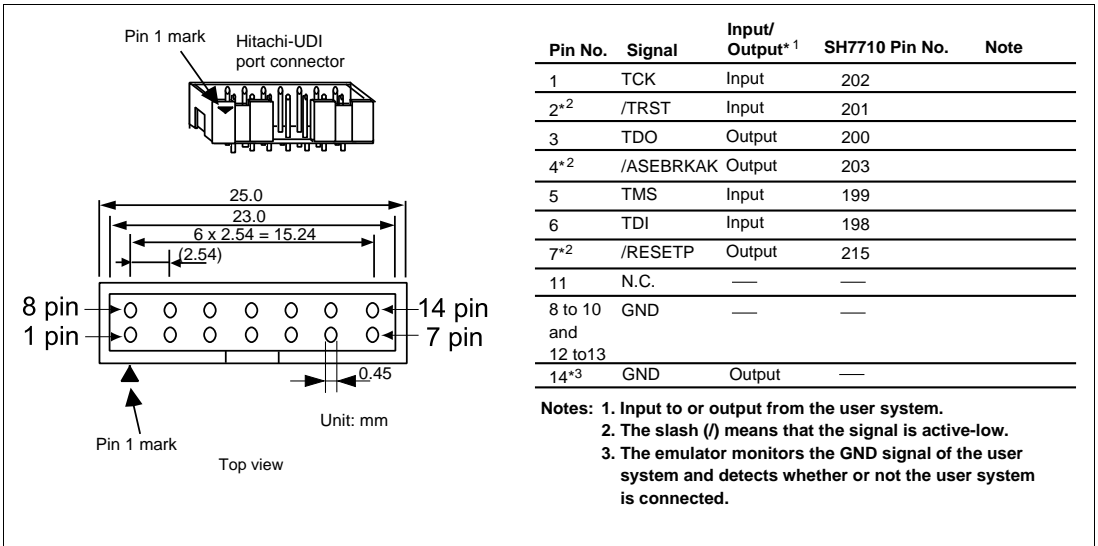 Pin 1 mark
Hitachi-UDI
port connector
25.0
23.0
6 x 2.54 = 15.24
(2.54)
8 pin
14 pin
1 pin
7 pin
0.45
Unit: mm
Pin 1 mark
Top view
Pin No. Signal Input/Output*1 SH7710 Pin No. Note
1 TCK Input 202
2*2 /TRST Input 201
3 TDO Output 200
4*2 /ASEBRKAK Output 203
5 TMS Input 199
6 TDI Input 198
7*2 /RESETP Output 215
11 N.C. — —
8 to 10 GND — —
and
12 to13
14*3 GND Output —
Notes: 1. Input to or output from the user system.
2. The slash (/) means that the signal is active-low.
3. The emulator monitors the GND signal of the user
system and detects whether or not the user system
is connected.